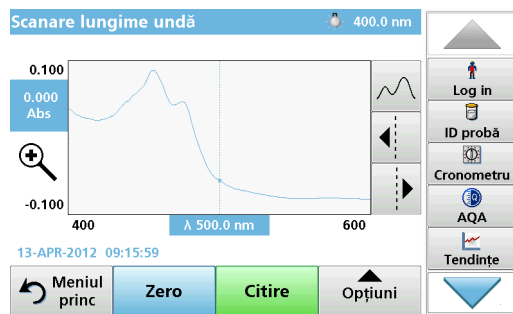 Scanare lungime undă
400.0 nm
0.100
0.000
Abs
-0.100
400
λ 500.0 nm
600
13-APR-2012 09:15:59
Meniul
princ
Zero
Citire
Opțiuni
Log in
ID probă
Cronometru
AQA
Tendințe